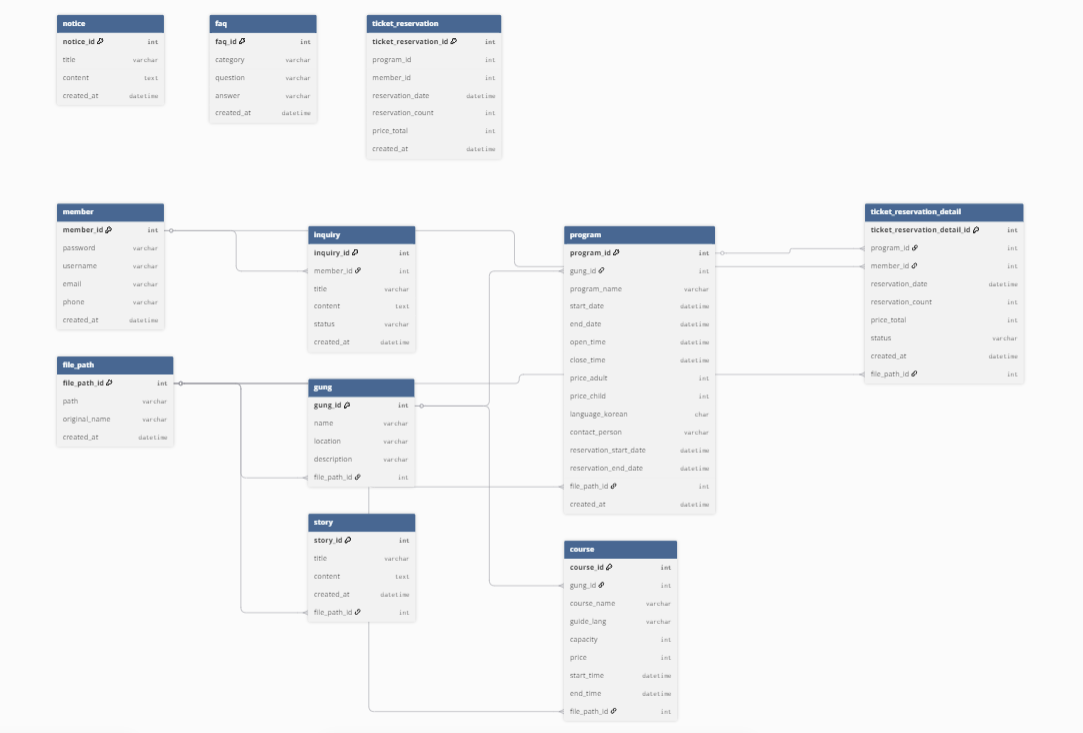 notice
notice_id int
title varchar
content text
created_at datetime
faq
faq_id int
category varchar
question varchar
answer varchar
created_at datetime
ticket_reservation
ticket_reservation_id int
program_id int
member_id int
reservation_date datetime
reservation_count int
price_total int
created_at datetime
member
member_id int
password varchar
username varchar
email varchar
phone varchar
created_at datetime
inquiry
inquiry_id int
member_id int
title varchar
content text
status varchar
created_at datetime
program
program_id int
gung_id int
program_name varchar
start_date datetime
end_date datetime
open_time datetime
close_time datetime
price_adult int
price_child int
language_korean char
contact_person varchar
reservation_start_date datetime
reservation_end_date datetime
file_path_id int
created_at datetime
ticket_reservation_detail
ticket_reservation_detail_id int
program_id int
member_id int
reservation_date datetime
reservation_count int
price_total int
status varchar
created_at datetime
file_path_id int
file_path
file_path_id int
path varchar
original_name varchar
created_at datetime
gung
gung_id int
name varchar
location varchar
description varchar
file_path_id int
story
story_id int
title varchar
content text
created_at datetime
file_path_id int
course
course_id int
gung_id int
course_name varchar
guide_lang varchar
capacity int
price int
start_time datetime
end_time datetime
file_path_id int